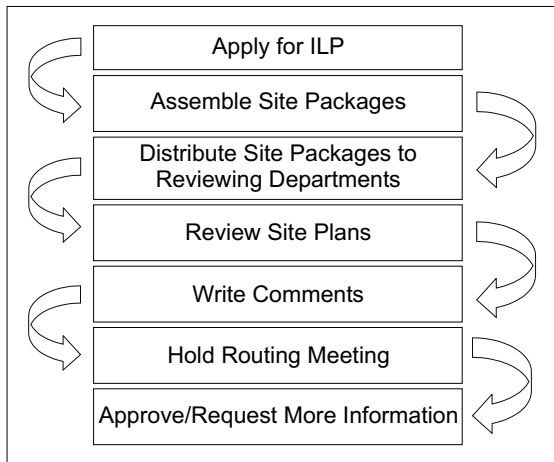 Apply for ILP
Assemble Site Packages
Distribute Site Packages to
Reviewing Departments
Review Site Plans
Write Comments
Hold Routing Meeting
Approve/Request More Information